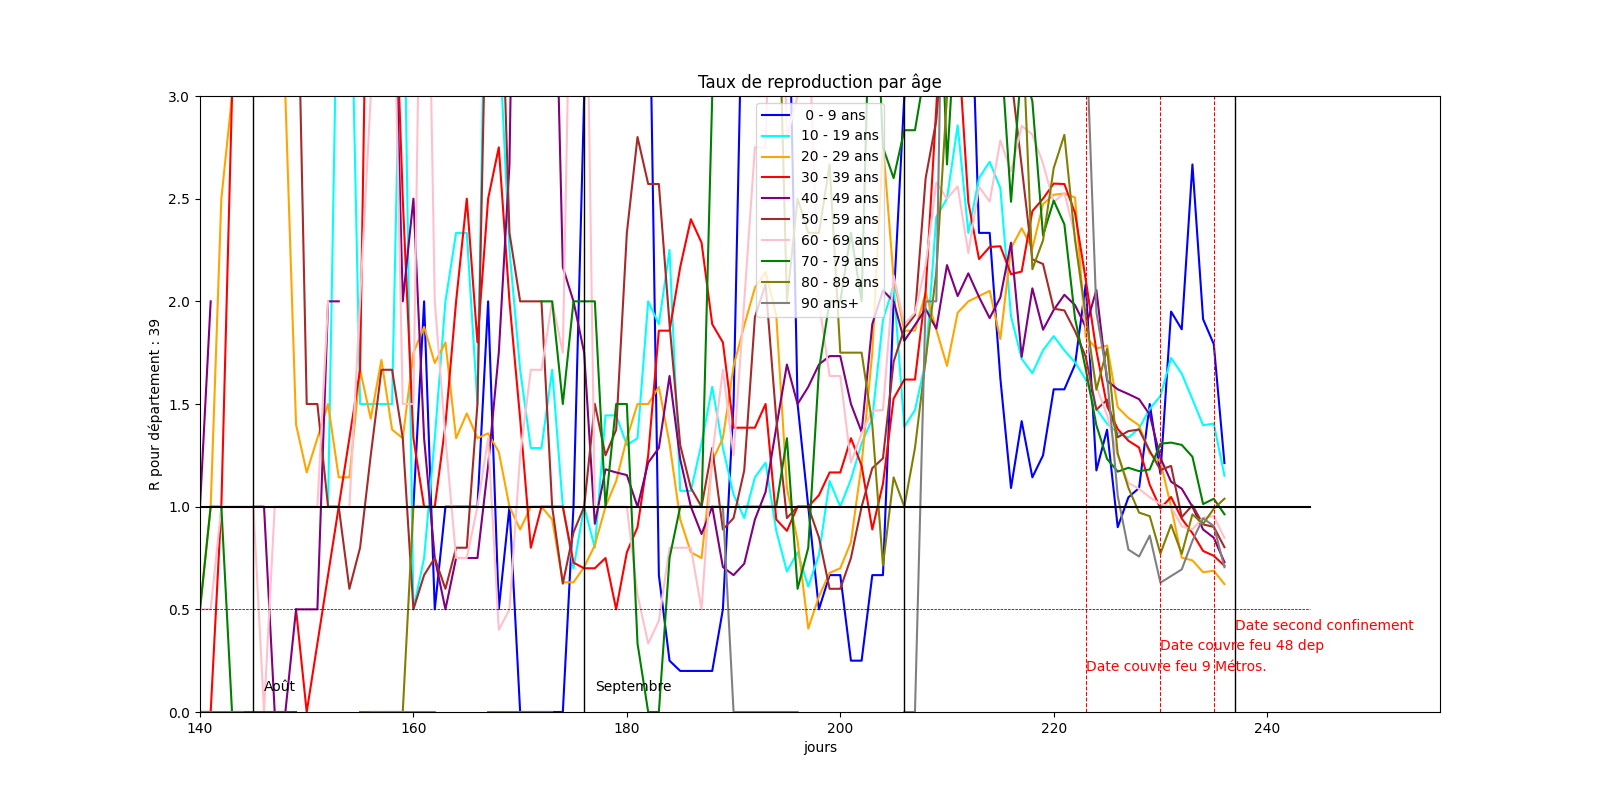 Taux de reproduction par âge
R pour département : 39
3.0
2.5
2.0
1.5
1.0
0.5
0.0
0 - 9 ans
10 - 19 ans
20 - 29 ans
30 - 39 ans
40 - 49 ans
50 - 59 ans
60 - 69 ans
70 - 79 ans
80 - 89 ans
90 ans+
Date second confinement
Date couvre feu 48 dep
Date couvre feu 9 Métros.
Août
Septembre
140
160
180
200
220
240
jours